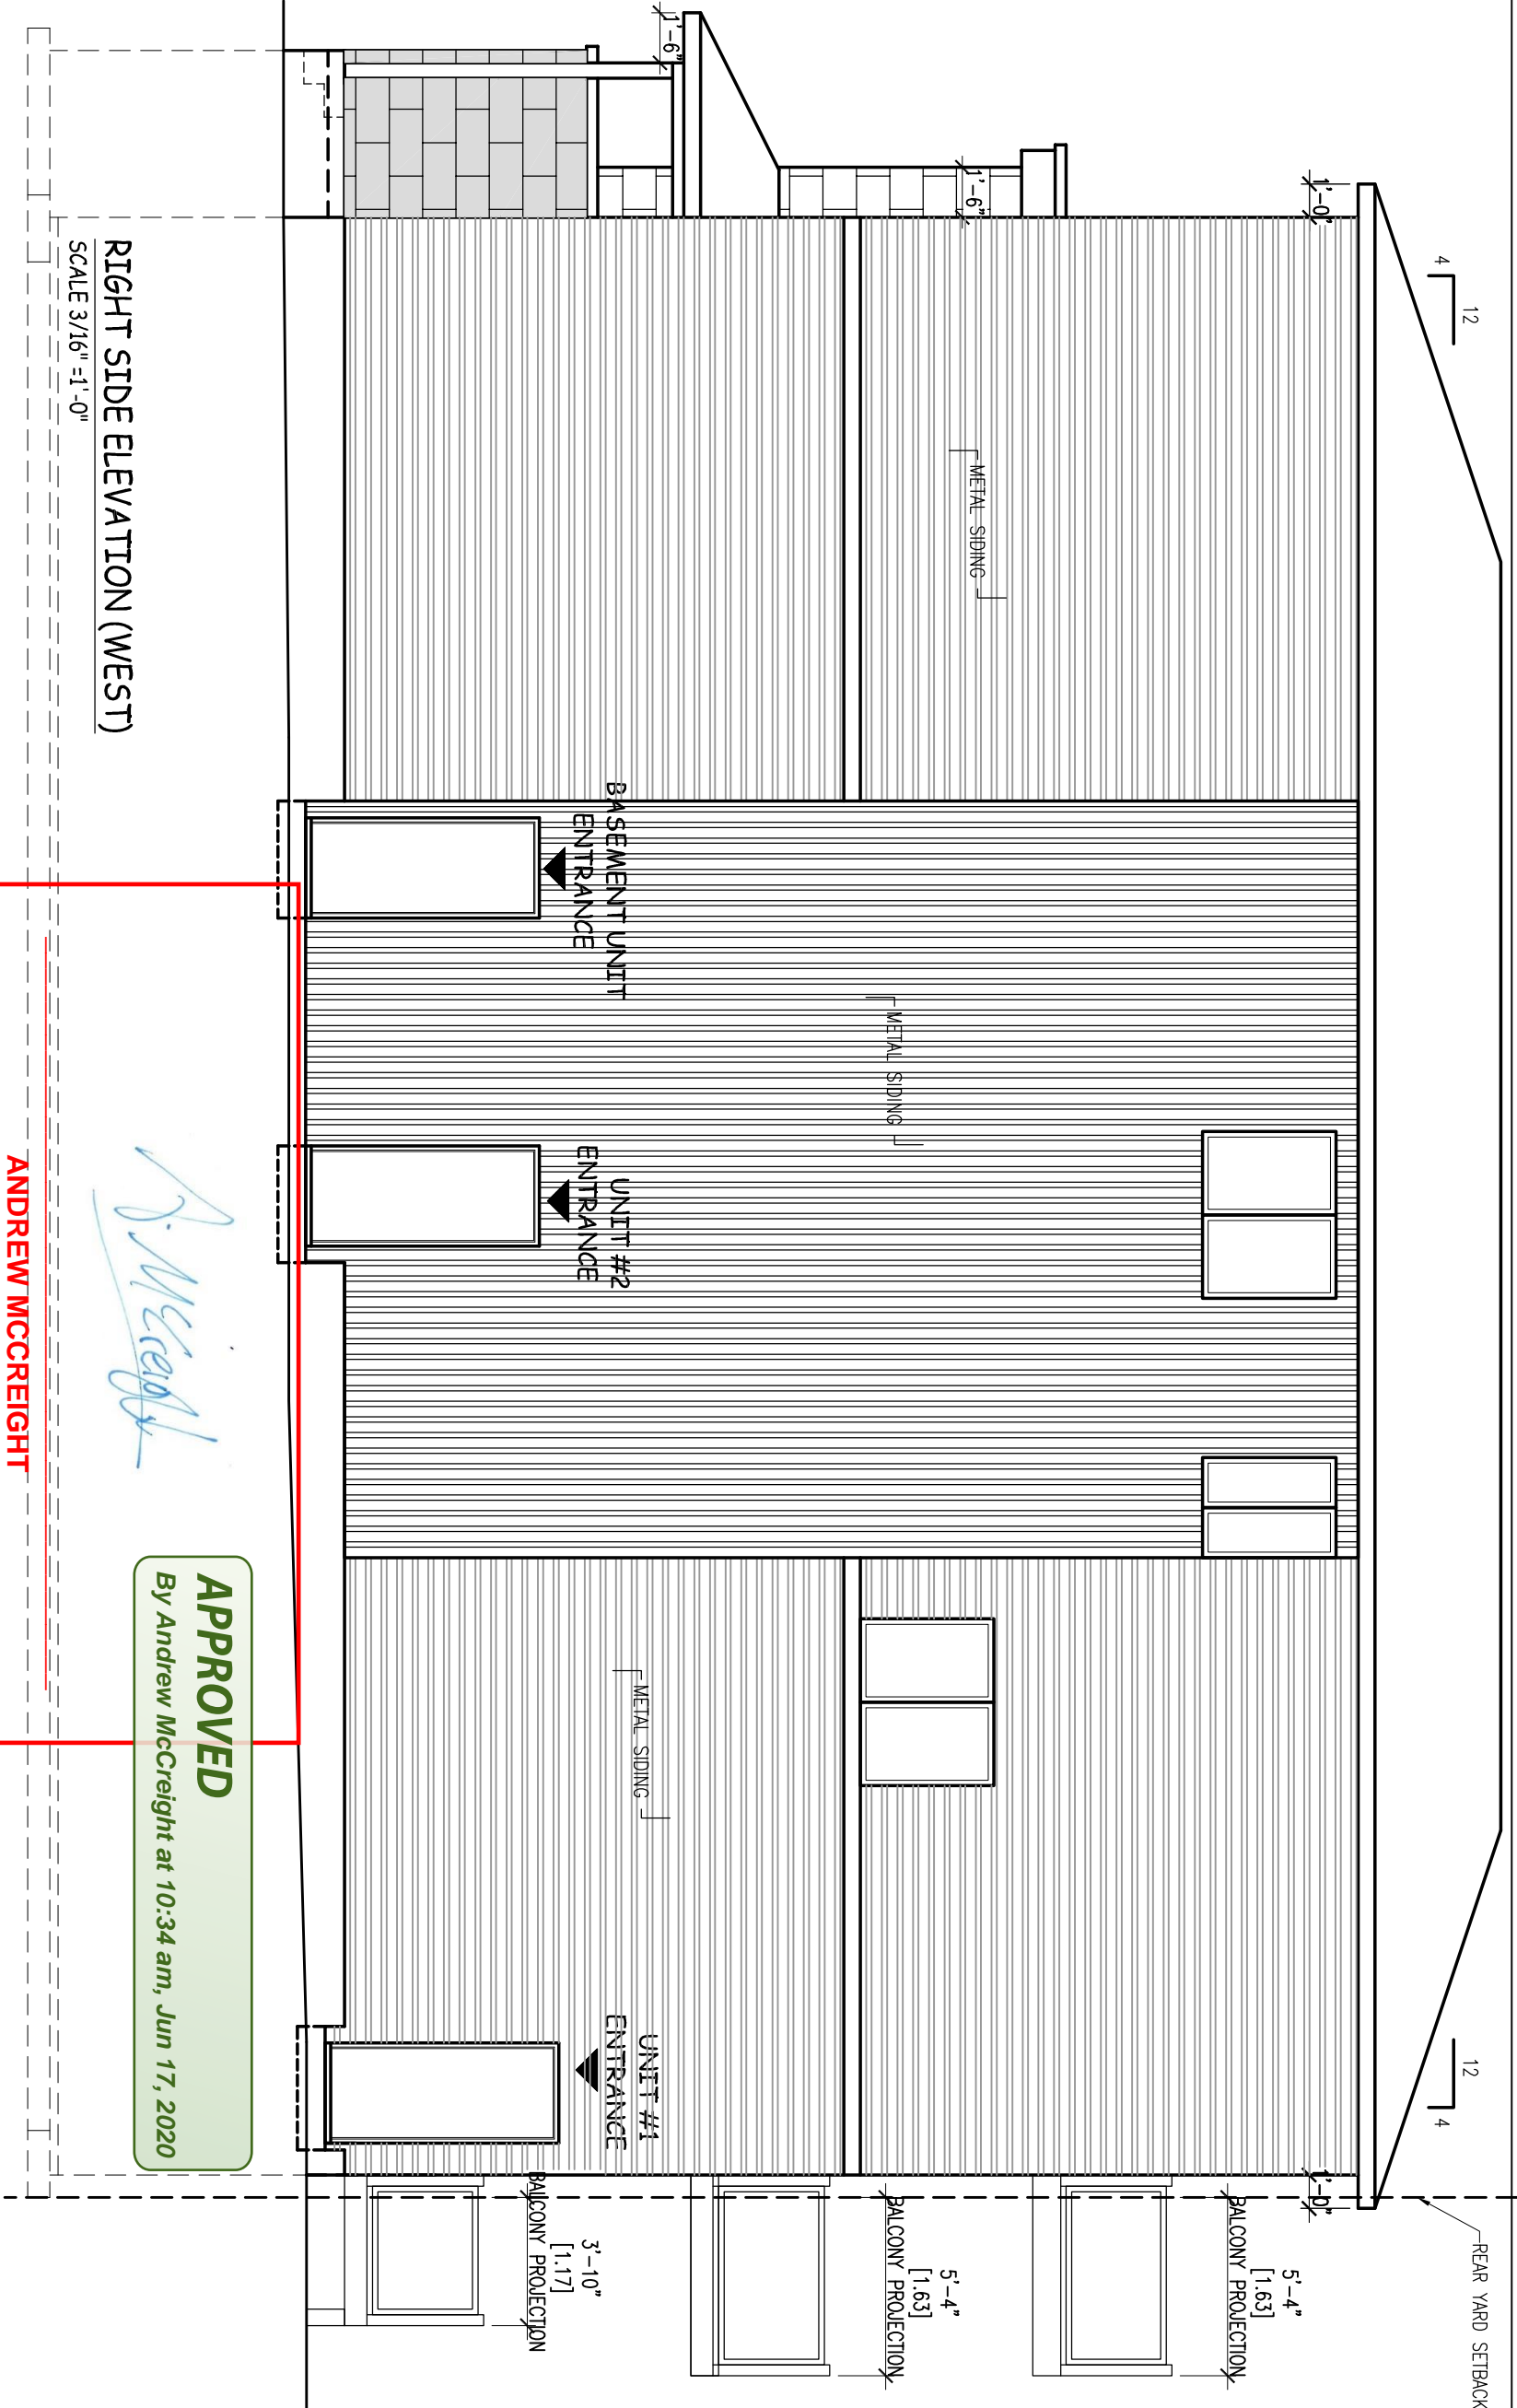 4
12
12
4
REAR YARD SETBACK
1'-0"
1'-0"
5'-4"
[1.63]
BALCONY PROJECTION
1'-6"
METAL SIDING
METAL SIDING
5'-4"
[1.63]
BALCONY PROJECTION
1'-6"
METAL SIDING
BASEMENT UNIT
ENTRANCE
UNIT #2
ENTRANCE
UNIT #1
ENTRANCE
3'-10"
[1.17]
BALCONY PROJECTION
RIGHT SIDE ELEVATION (WEST)
SCALE 3/16" =1'-0"
APPROVED
By Andrew McCreight at 10:34 am, Jun 17, 2020
ANDREW MCCREIGHT